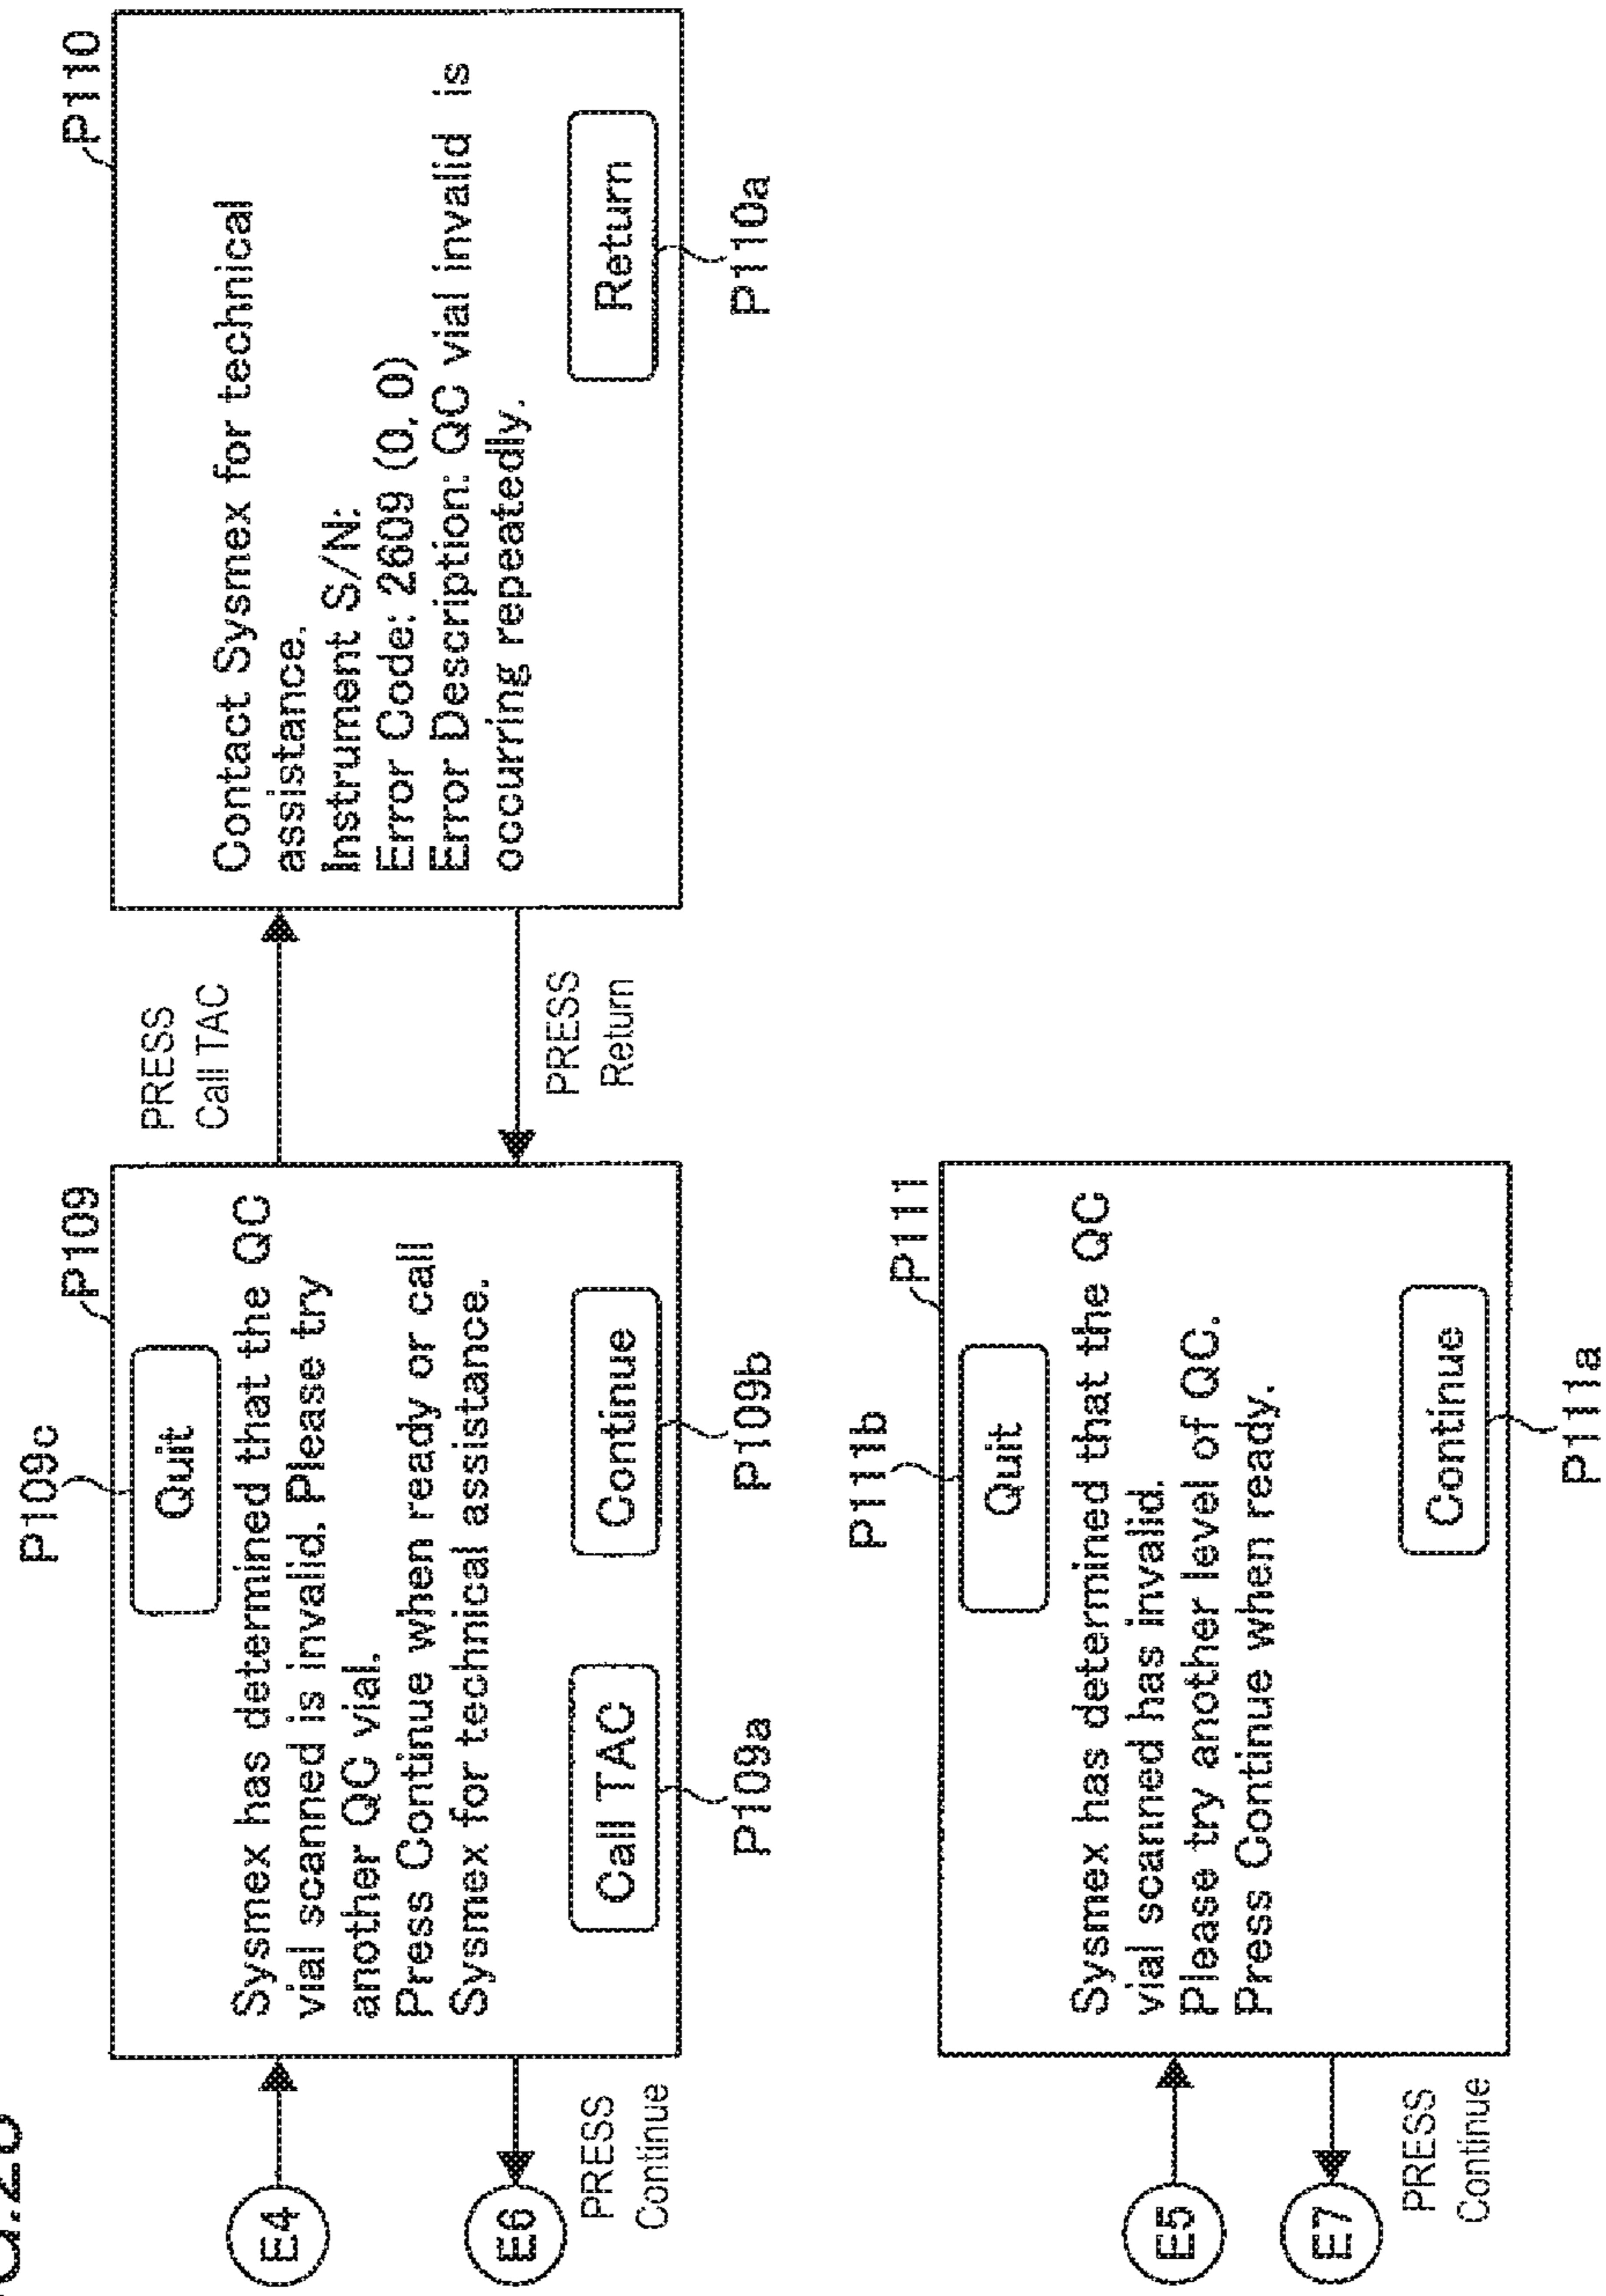 P109c
P109
Quit
Sysmex has determined that the QC
vial scanned is invalid. Please try
another QC vial.
Press Continue when ready or call
Sysmex for technical assistance.
Call TAC
Continue
P109a
P109b
E4
E6
PRESS
Continue
PRESS
Call TAC
PRESS
Return
P110
Contact Sysmex for technical
assistance.
Instrument S/N:
Error Code: 2609 (0, 0)
Error Description: QC vial invalid is
occurring repeatedly.
Return
P110a
P111b
P111
Quit
Sysmex has determined that the QC
vial scanned has invalid.
Please try another level of QC.
Press Continue when ready.
Continue
P111a
E5
E7
PRESS
Continue